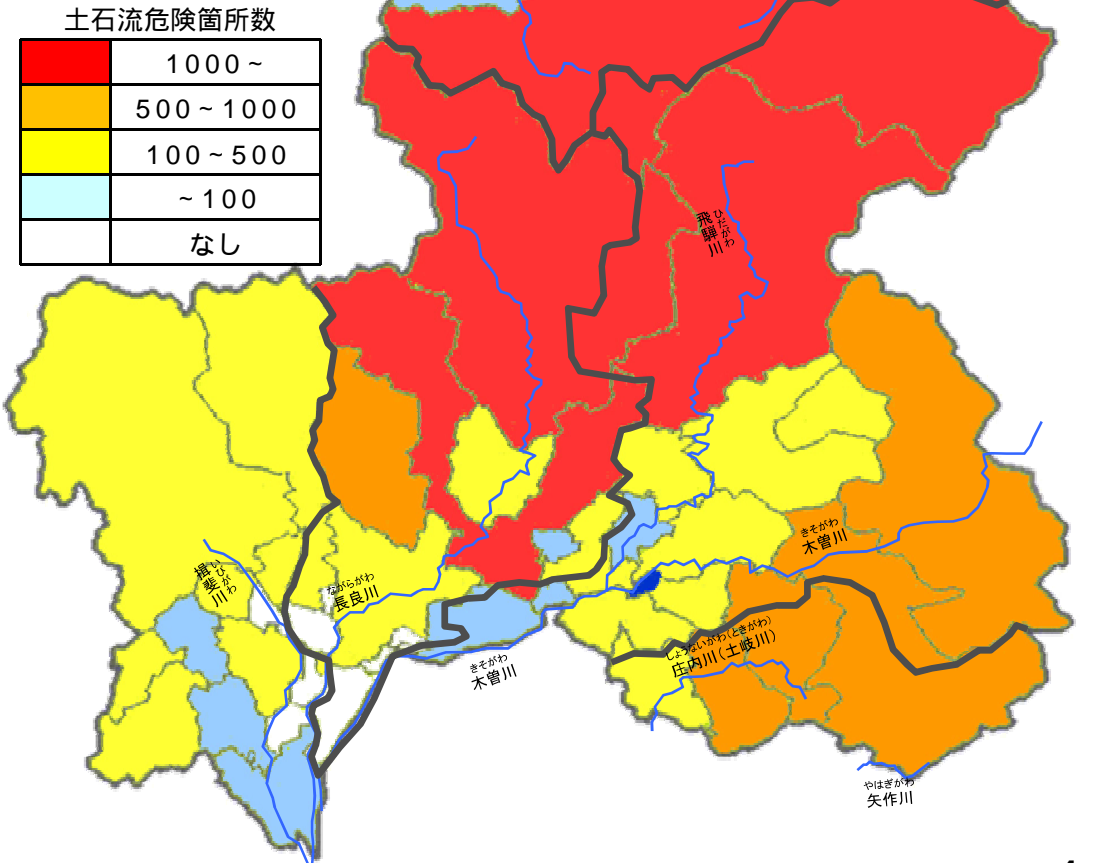 土石流危険箇所数
1000~
500~1000
100~500
~100
なし
ひだがわ
飛騨川
きそがわ
木曽川
いびがわ
揖斐川
ながらがわ
長良川
しょうないがわ(ときがわ)
庄内川(土岐川)
きそがわ
木曽川
やはぎがわ
矢作川